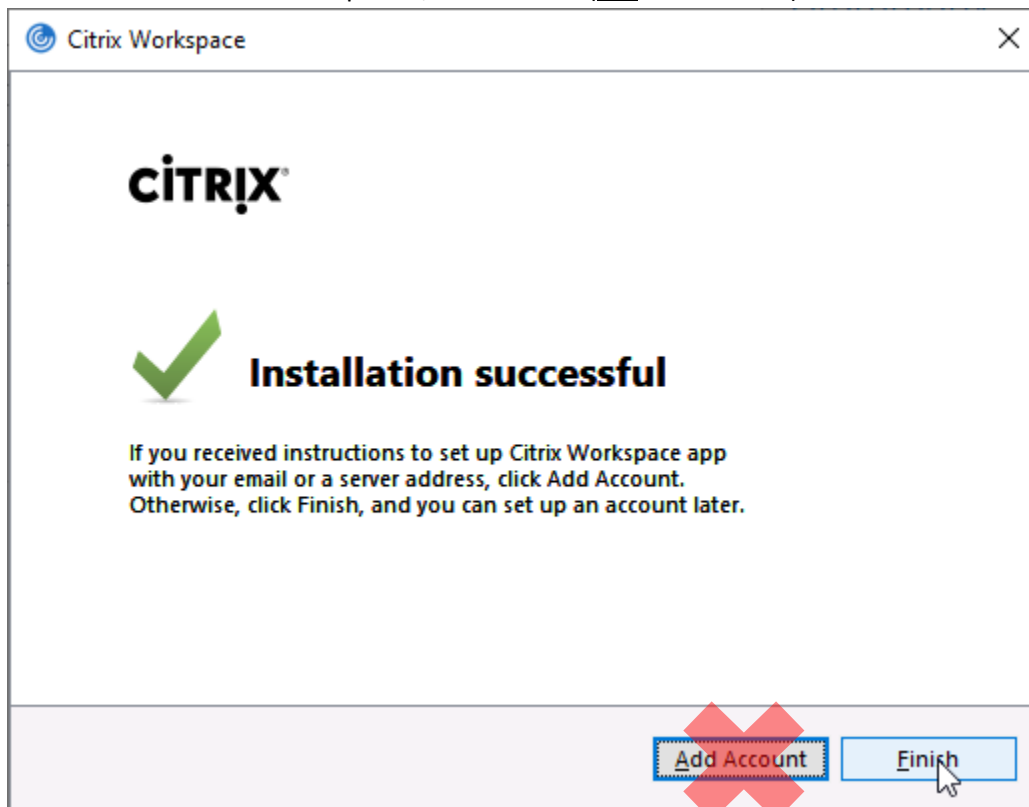 Citrix Workspace
CITRIX®
Installation successful
If you received instructions to set up Citrix Workspace app
with your email or a server address, click Add Account.
Otherwise, click Finish, and you can set up an account later.
Add Account
Finish